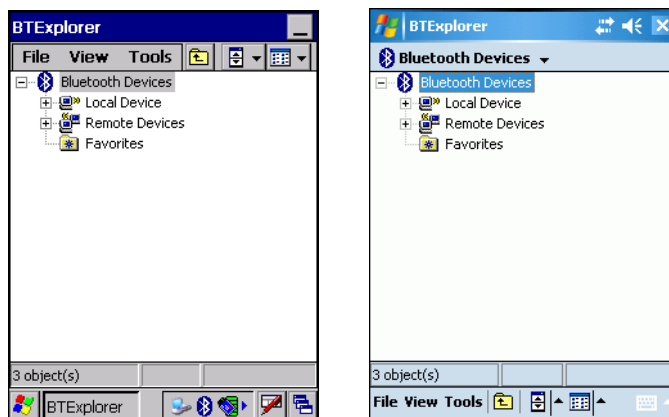 BTExplorer
File View Tools
Bluetooth Devices
Local Device
Remote Devices
Favorites
3 object(s)
BTExplorer
BTExplorer
Bluetooth Devices
Bluetooth Devices
Local Device
Remote Devices
Favorites
3 object(s)
File View Tools